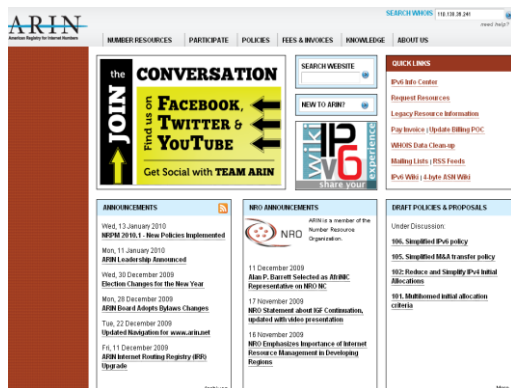 ARIN
American Registry for Internet Numbers
SEARCH WHOIS
need help?
NUMBER RESOURCES
PARTICIPATE
POLICIES
FEES & INVOICES
KNOWLEDGE
ABOUT US
JOIN the CONVERSATION
Find us on
FACEBOOK,
TWITTER &
YOUTUBE
Get Social with TEAM ARIN
SEARCH WEBSITE
NEW TO ARIN?
wiki IPv6
experience
share your
QUICK LINKS
IPv6 Info Center
Request Resources
Legacy Resource Information
Pay Invoice | Update Billing POC
WHOIS Data Clean-up
Mailing Lists | RSS Feeds
IPv6 Wiki | 4-byte ASN Wiki
ANNOUNCEMENTS
Wed, 13 January 2010
NRPM 2010.1 - New Policies Implemented
Mon, 11 January 2010
ARIN Leadership Announced
Wed, 30 December 2009
Election Changes for the New Year
Mon, 28 December 2009
ARIN Board Adopts Bylaws Changes
Tue, 22 December 2009
Updated Navigation for www.arin.net
Fri, 11 December 2009
ARIN Internet Routing Registry (IRR)
Upgrade
NRO ANNOUNCEMENTS
NRO
ARIN is a member of the
Number Resource
Organization.
11 December 2009
Alan P. Barrett Selected as AfriNIC
Representative on NRO NC
17 November 2009
NRO Statement about IGF Continuation,
updated with video presentation
16 November 2009
NRO Emphasizes Importance of Internet
Resource Management in Developing
Regions
DRAFT POLICIES & PROPOSALS
Under Discussion:
106. Simplified IPv6 policy
105. Simplified M&A transfer policy
102: Reduce and Simplify IPv4 Initial
Allocations
101. Multihomed initial allocation
criteria